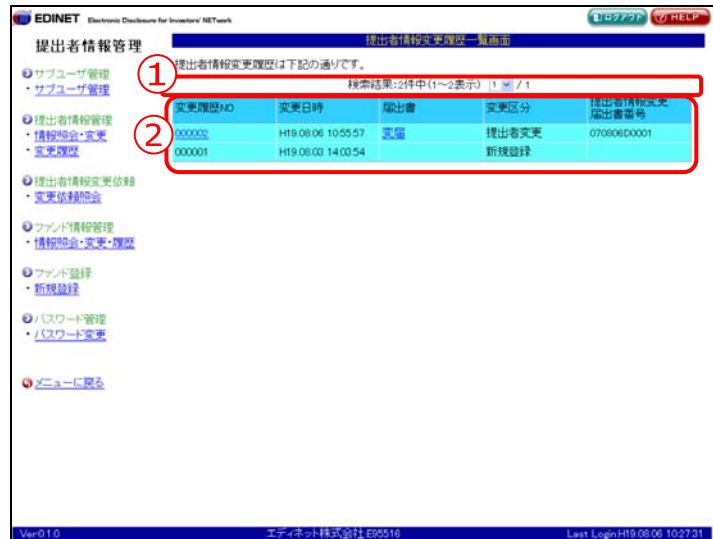 EDINET Electronic Disclosure for Investors' NETwork
ログアウト
HELP
提出者情報管理
サブユーザ管理
・サブユーザ管理
提出者情報管理
・情報照会・変更
・変更履歴
提出者情報変更依頼
・変更依頼照会
ファンド情報管理
・情報照会・変更・履歴
ファンド登録
・新規登録
パスワード管理
・パスワード変更
メニューに戻る
提出者情報変更履歴一覧画面
提出者情報変更履歴は下記の通りです。
①
検索結果:2件中(1～2表示) 1 / 1
②
変更履歴NO 変更日時 届出書 変更区分 提出者情報変更
届出書番号
000002 H19.08.06 10:55:57 変届 提出者変更 070806D0001
000001 H19.08.03 14:03:54 新規登録
Ver.0.1.0 エディネット株式会社 E95516 Last Login:H19.08.06 10:27:31